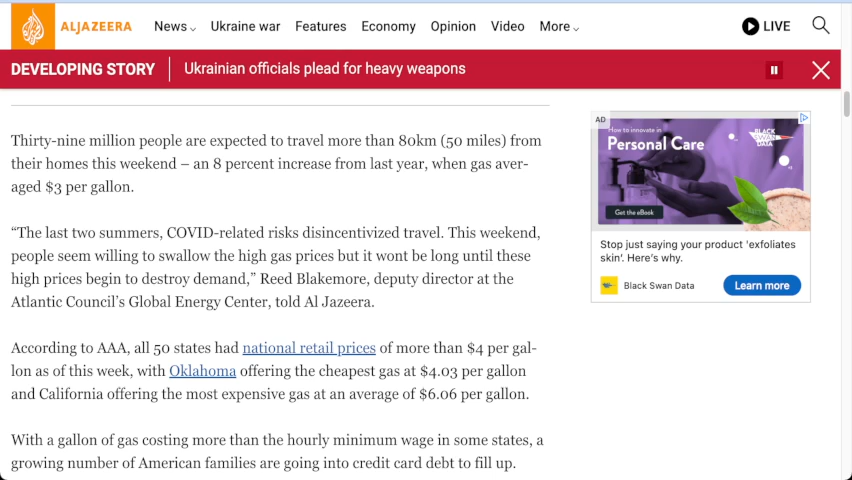 ALJAZEERA News Ukraine war Features Economy Opinion Video More LIVE
DEVELOPING STORY Ukrainian officials plead for heavy weapons
Thirty-nine million people are expected to travel more than 80km (50 miles) from
their homes this weekend – an 8 percent increase from last year, when gas aver-
aged $3 per gallon.
“The last two summers, COVID-related risks disincentivized travel. This weekend,
people seem willing to swallow the high gas prices but it wont be long until these
high prices begin to destroy demand,” Reed Blakemore, deputy director at the
Atlantic Council’s Global Energy Center, told Al Jazeera.
According to AAA, all 50 states had national retail prices of more than $4 per gal-
lon as of this week, with Oklahoma offering the cheapest gas at $4.03 per gallon
and California offering the most expensive gas at an average of $6.06 per gallon.
With a gallon of gas costing more than the hourly minimum wage in some states, a
growing number of American families are going into credit card debt to fill up.
AD
How to innovate in
Personal Care
BLACK
SWAN
DATA
Get the eBook
Stop just saying your product 'exfoliates
skin'. Here's why.
Black Swan Data
Learn more